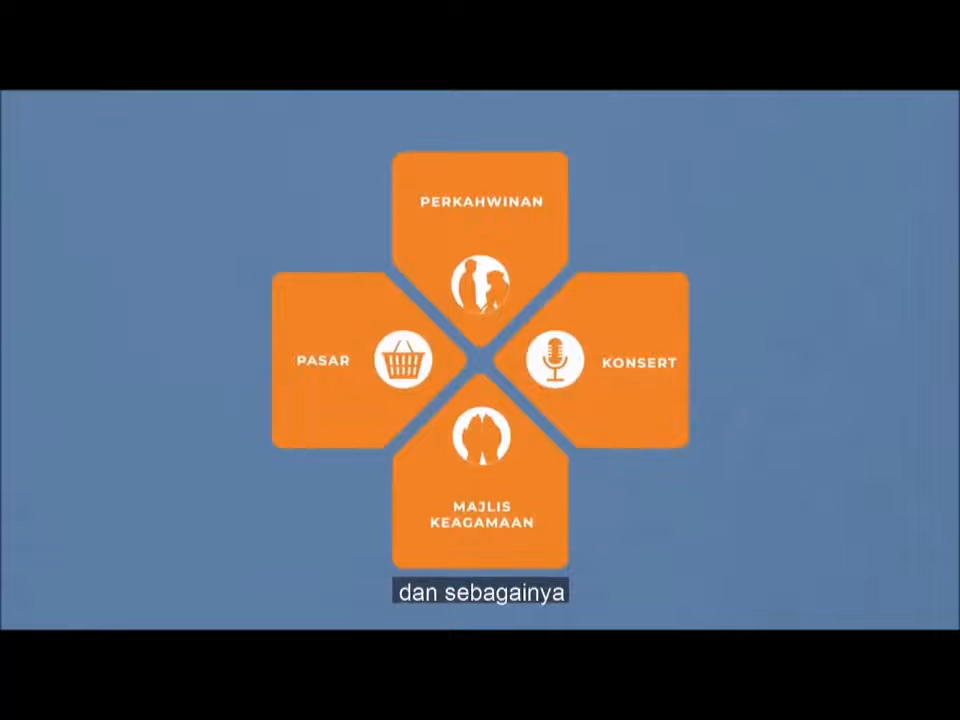 PERKAHWINAN
PASAR
KONSERT
MAJLIS
KEAGAMAAN
dan sebagainya